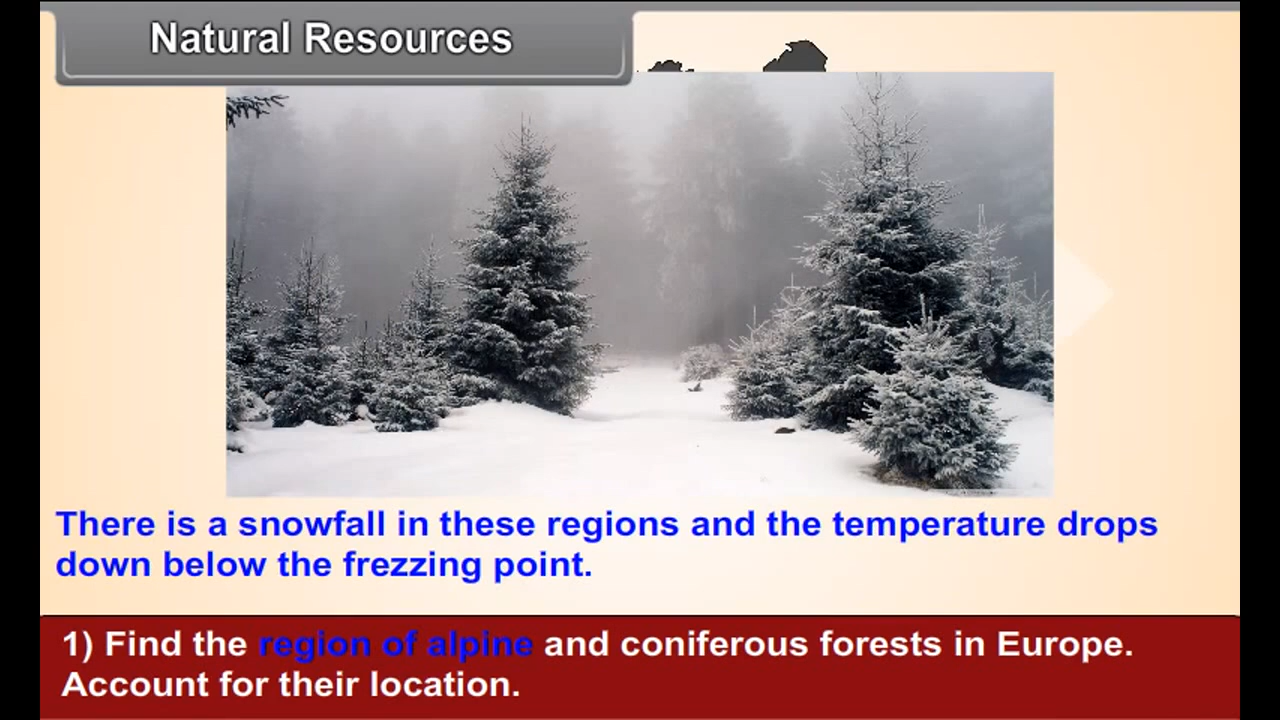 Natural Resources
There is a snowfall in these regions and the temperature drops
down below the frezzing point.
1) Find the region of alpine and coniferous forests in Europe.
Account for their location.